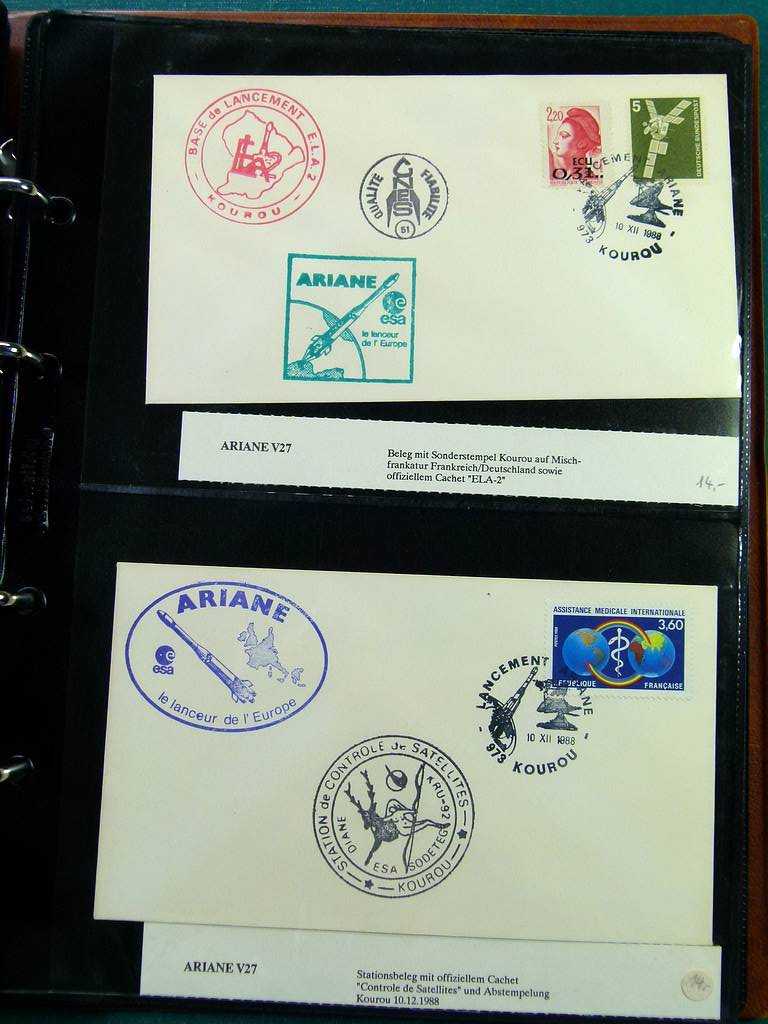 BASE de LANCEMENT E.L.A.2
- KOUROU -
ELA
QUALITÉ
CNES
FIABILITÉ
51
2,20
ECU
0,31..
5
DEUTSCHE BUNDESPOST
LANCEMENT ARIANE
10 XII 1988
- 973 KOUROU -
ARIANE
esa
le lanceur
de l'Europe
ARIANE V27
Beleg mit Sonderstempel Kourou auf Misch-
frankatur Frankreich/Deutschland sowie
offiziellem Cachet "ELA-2"
14,-
ARIANE
esa
le lanceur de l'Europe
ASSISTANCE MEDICALE INTERNATIONALE
3,60
REPUBLIQUE FRANÇAISE
LANCEMENT ARIANE
10 XII 1988
- 973 KOUROU -
STATION de CONTROLE de SATELLITES
KOUROU
DIANE
KRU-92
ESA SODETEG
ARIANE V27
Stationsbeleg mit offiziellem Cachet
"Controle de Satellites" und Abstempelung
Kourou 10.12.1988
14,-